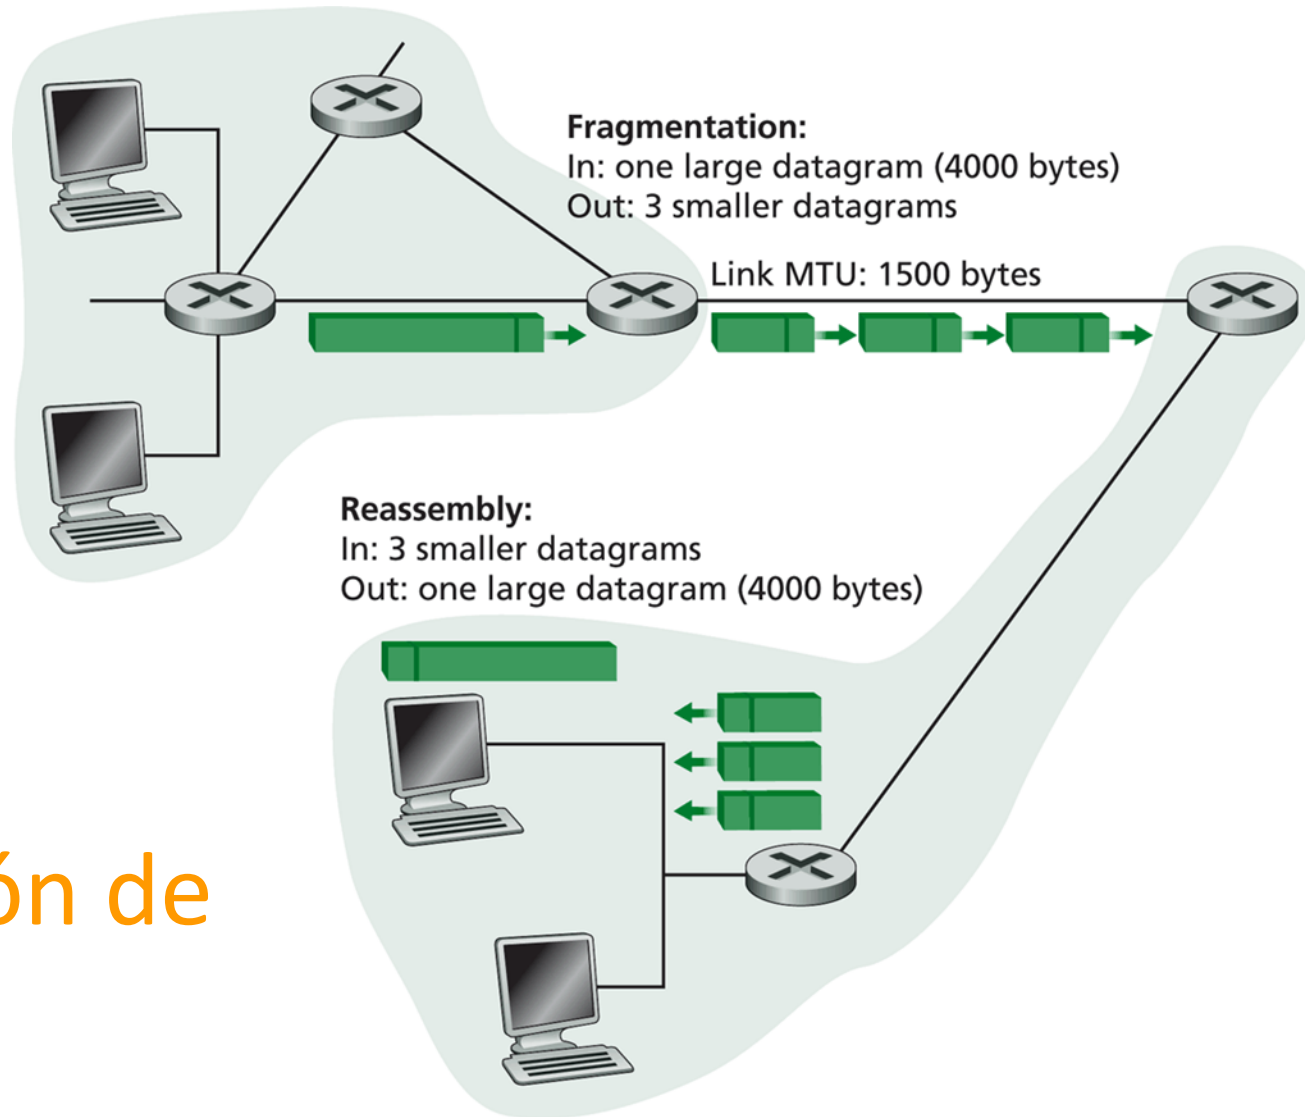 Fragmentation:
In: one large datagram (4000 bytes)
Out: 3 smaller datagrams
Link MTU: 1500 bytes
Reassembly:
In: 3 smaller datagrams
Out: one large datagram (4000 bytes)
ón de